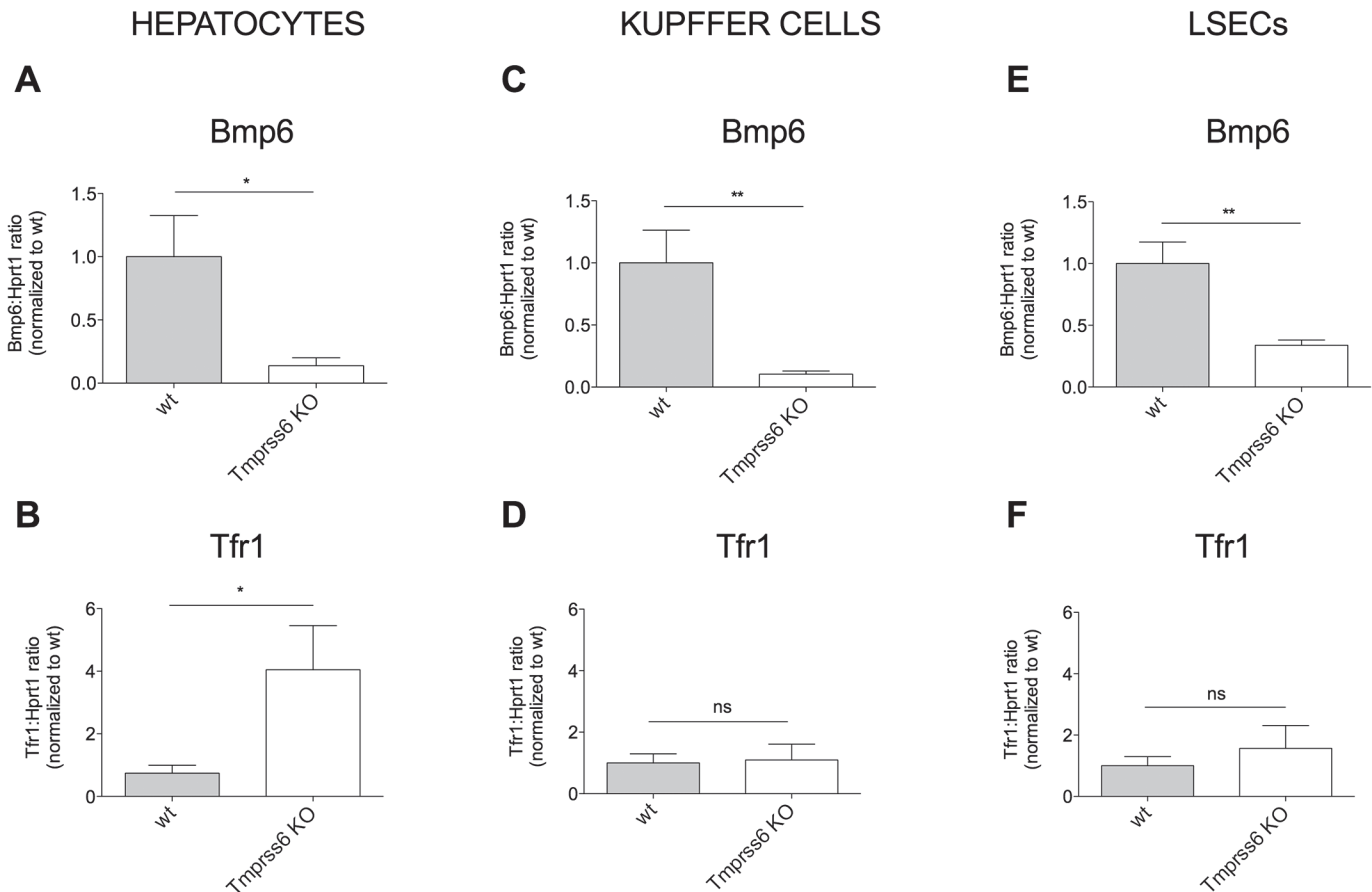 HEPATOCYTES
KUPFFER CELLS
LSECs
A
Bmp6
Bmp6:Hprt1 ratio
(normalized to wt)
1.5
1.0
0.5
0.0
*
wt
Tmprss6 KO
C
Bmp6
Bmp6:Hprt1 ratio
(normalized to wt)
1.5
1.0
0.5
0.0
**
wt
Tmprss6 KO
E
Bmp6
Bmp6:Hprt1 ratio
(normalized to wt)
1.5
1.0
0.5
0.0
**
wt
Tmprss6 KO
B
Tfr1
Tfr1:Hprt1 ratio
(normalized to wt)
6
4
2
0
*
wt
Tmprss6 KO
D
Tfr1
Tfr1:Hprt1 ratio
(normalized to wt)
6
4
2
0
ns
wt
Tmprss6 KO
F
Tfr1
Tfr1:Hprt1 ratio
(normalized to wt)
6
4
2
0
ns
wt
Tmprss6 KO